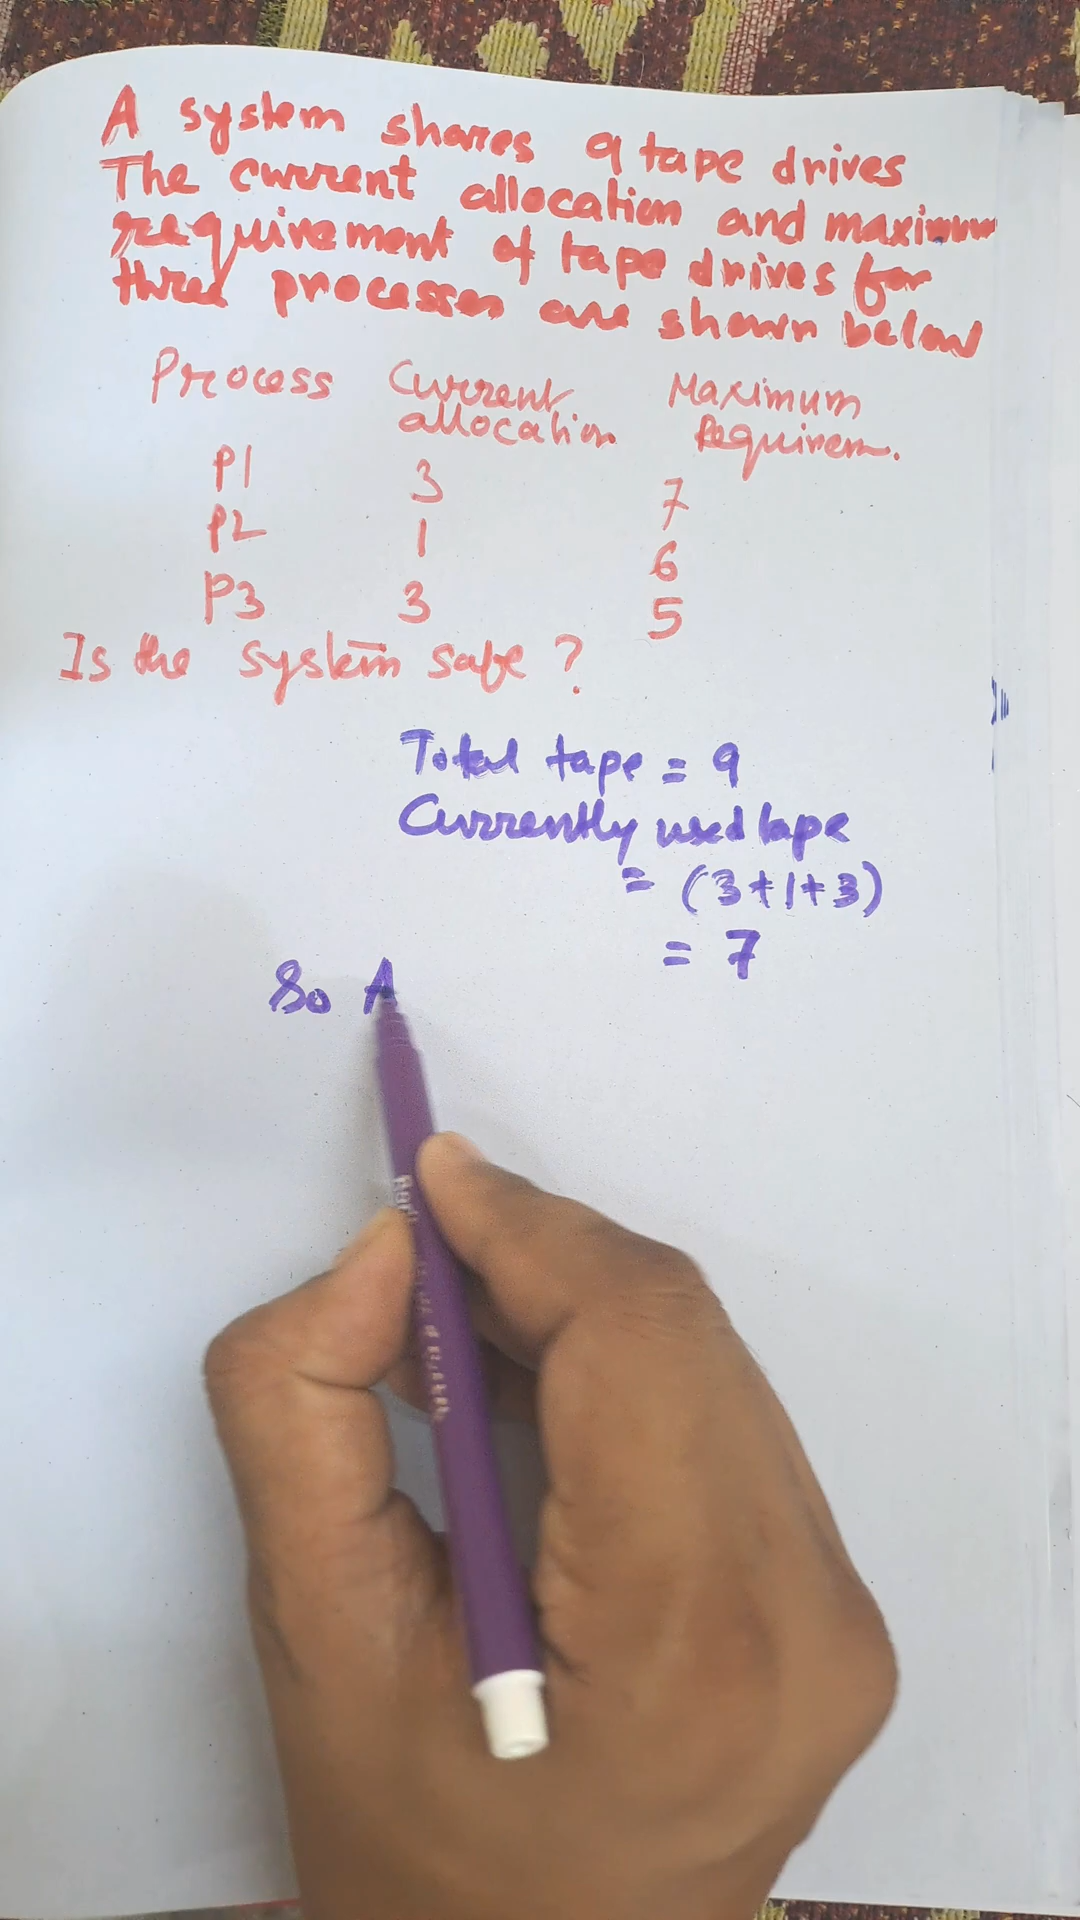 A system shares 9 tape drives
The current allocation and maximum
requirement of tape drives for
three processes are shown below
Process Current allocation Maximum Requirem.
P1 3 7
P2 1 6
P3 3 5
Is the system safe ?
Total tape = 9
Currently used tape
= (3+1+3)
= 7
So A